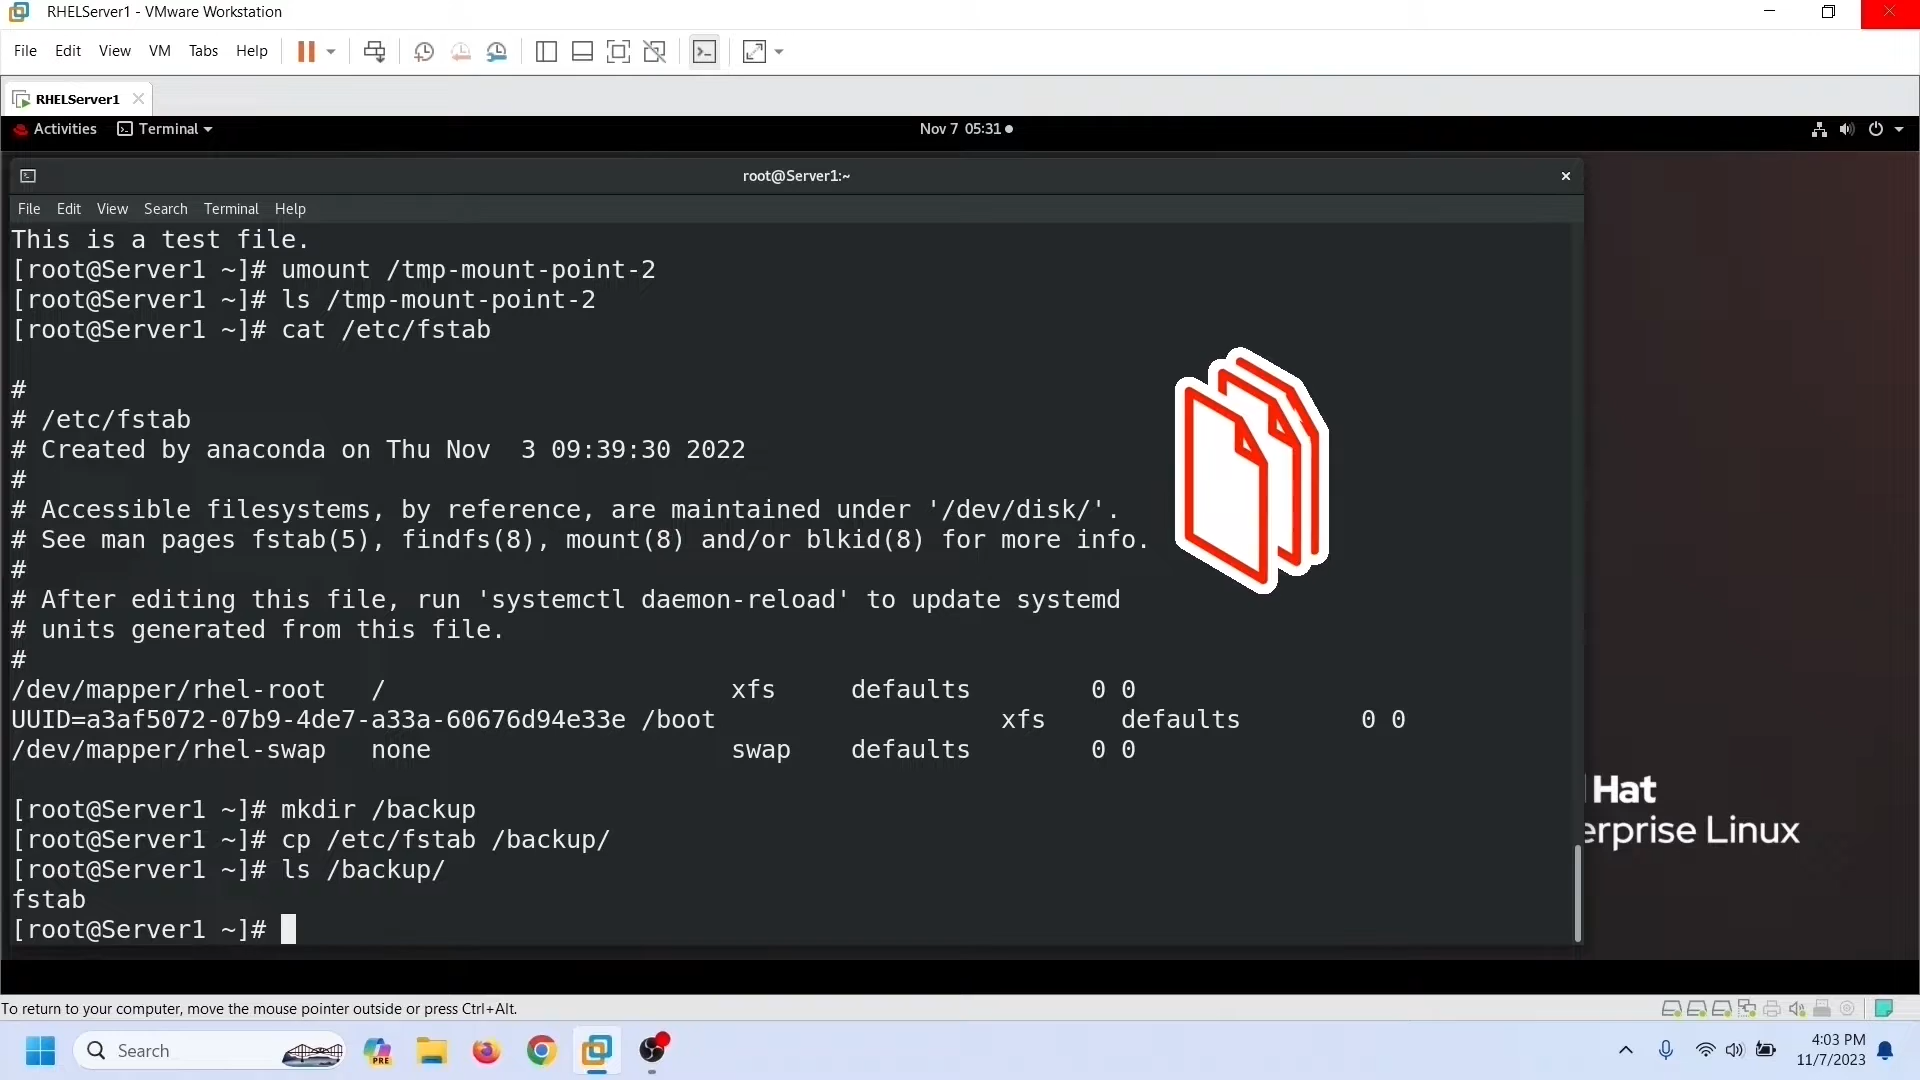 RHELServer1 - VMware Workstation
File Edit View VM Tabs Help
RHELServer1
Activities Terminal Nov 7 05:31
root@Server1:~
File Edit View Search Terminal Help
This is a test file.
[root@Server1 ~]# umount /tmp-mount-point-2
[root@Server1 ~]# ls /tmp-mount-point-2
[root@Server1 ~]# cat /etc/fstab
#
# /etc/fstab
# Created by anaconda on Thu Nov  3 09:39:30 2022
#
# Accessible filesystems, by reference, are maintained under '/dev/disk/'.
# See man pages fstab(5), findfs(8), mount(8) and/or blkid(8) for more info.
#
# After editing this file, run 'systemctl daemon-reload' to update systemd
# units generated from this file.
#
/dev/mapper/rhel-root   /                       xfs     defaults        0 0
UUID=a3af5072-07b9-4de7-a33a-60676d94e33e /boot                   xfs     defaults        0 0
/dev/mapper/rhel-swap   none                    swap    defaults        0 0
[root@Server1 ~]# mkdir /backup
[root@Server1 ~]# cp /etc/fstab /backup/
[root@Server1 ~]# ls /backup/
fstab
[root@Server1 ~]#
Hat
erprise Linux
To return to your computer, move the mouse pointer outside or press Ctrl+Alt.
Search
PRE
4:03 PM
11/7/2023